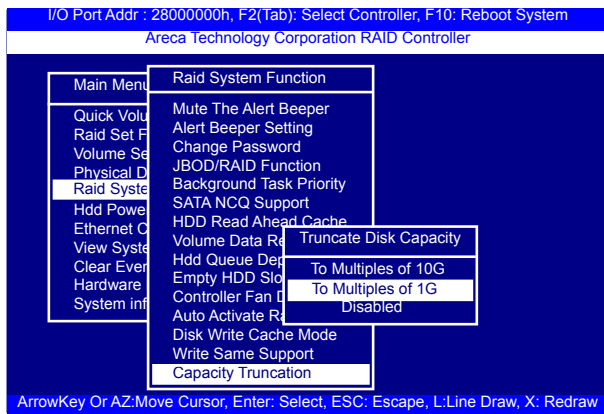 I/O Port Addr : 28000000h, F2(Tab): Select Controller, F10: Reboot System
Areca Technology Corporation RAID Controller
Main Menu
Quick Volu
Raid Set F
Volume Se
Physical D
Raid Syste
Hdd Powe
Ethernet C
View Syste
Clear Even
Hardware
System inf
Raid System Function
Mute The Alert Beeper
Alert Beeper Setting
Change Password
JBOD/RAID Function
Background Task Priority
SATA NCQ Support
HDD Read Ahead Cache
Volume Data Re
Hdd Queue Dep
Empty HDD Slo
Controller Fan D
Auto Activate Ra
Disk Write Cache Mode
Write Same Support
Capacity Truncation
Truncate Disk Capacity
To Multiples of 10G
To Multiples of 1G
Disabled
ArrowKey Or AZ:Move Cursor, Enter: Select, ESC: Escape, L:Line Draw, X: Redraw